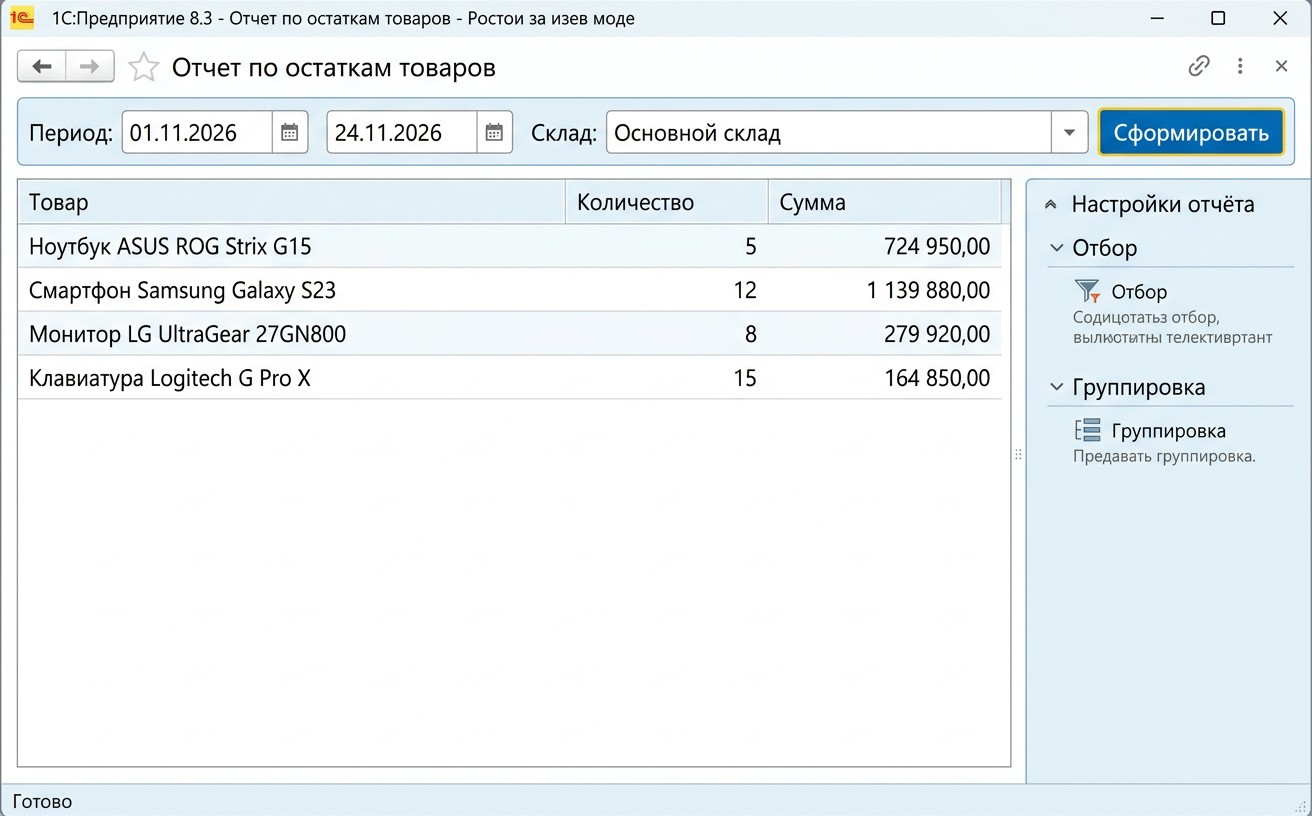 1С:Предприятие 8.3 - Отчет по остаткам товаров - Ростои за изев моде
Отчет по остаткам товаров
Период: 01.11.2026 24.11.2026 Склад: Основной склад Сформировать
Товар Количество Сумма
Ноутбук ASUS ROG Strix G15 5 724 950,00
Смартфон Samsung Galaxy S23 12 1 139 880,00
Монитор LG UltraGear 27GN800 8 279 920,00
Клавиатура Logitech G Pro X 15 164 850,00
Настройки отчёта
Отбор
Отбор
Содицотатьз отбор,
телективртант
Группировка
Группировка
Предавать группировка.
Готово